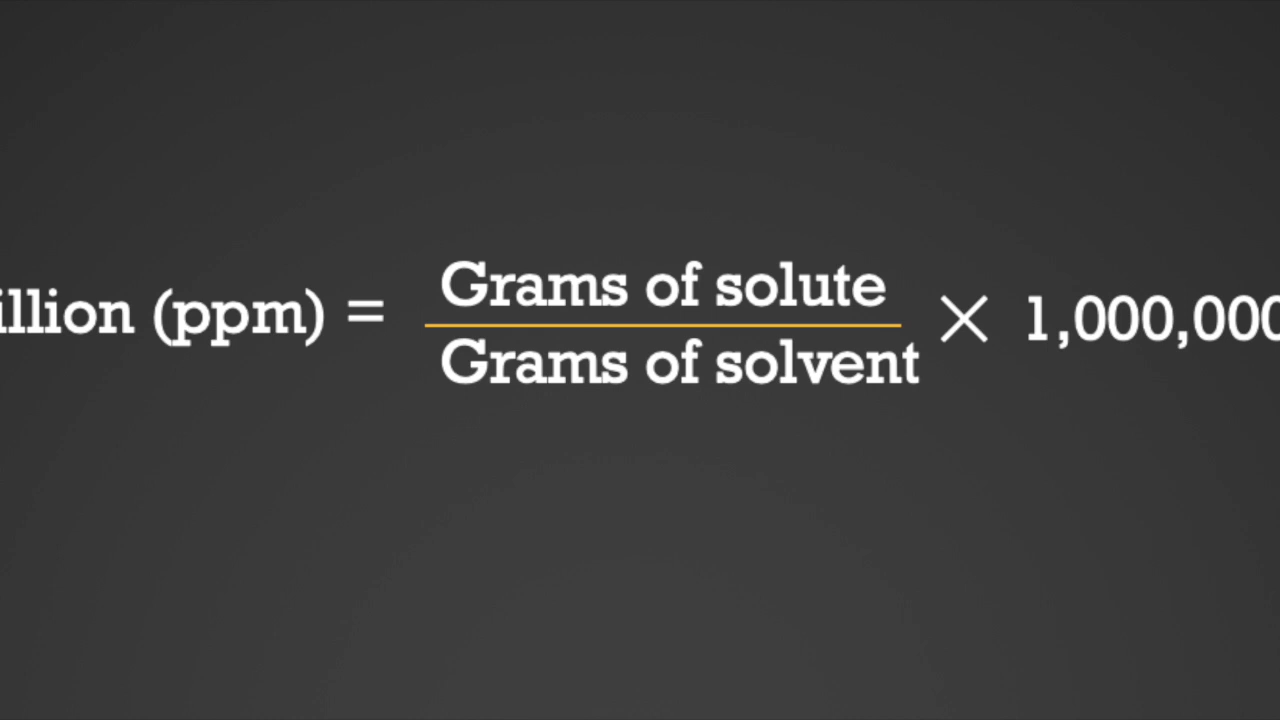 illion (ppm) = Grams of solute × 1,000,000
Grams of solvent